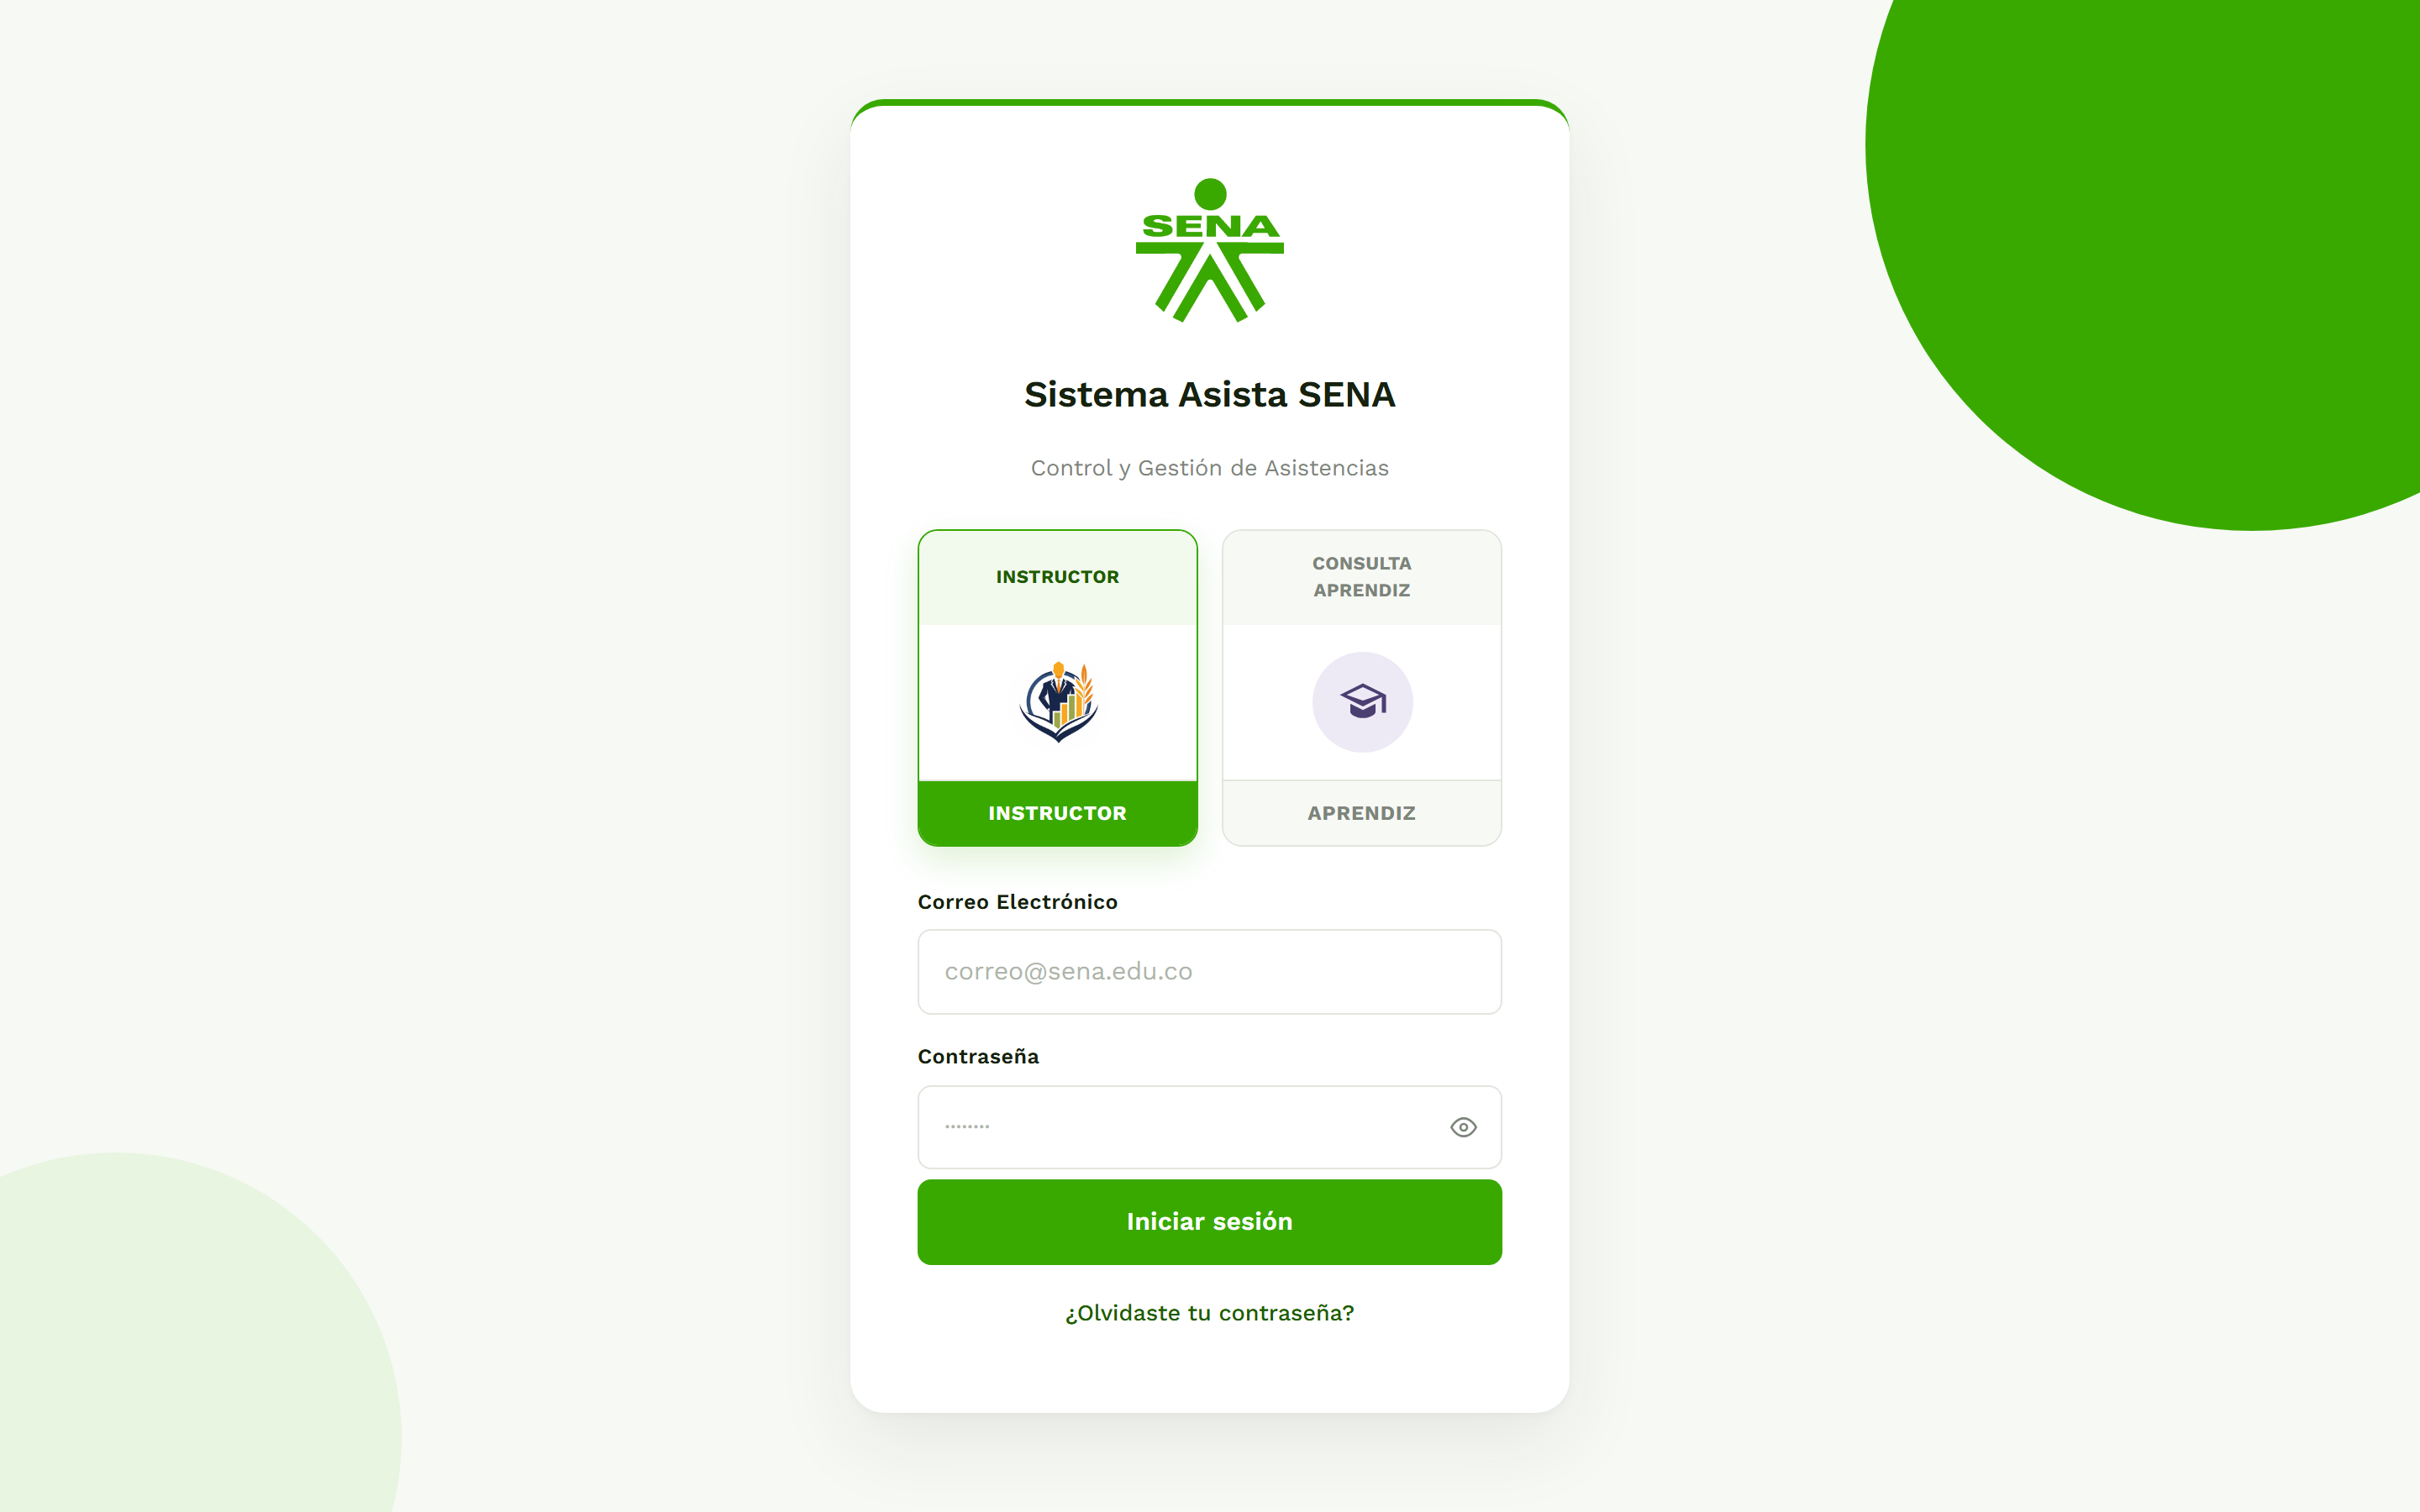 SENA
Sistema Asista SENA
Control y Gestión de Asistencias
INSTRUCTOR
INSTRUCTOR
CONSULTA
APRENDIZ
APRENDIZ
Correo Electrónico
correo@sena.edu.co
Contraseña
••••••••
Iniciar sesión
¿Olvidaste tu contraseña?